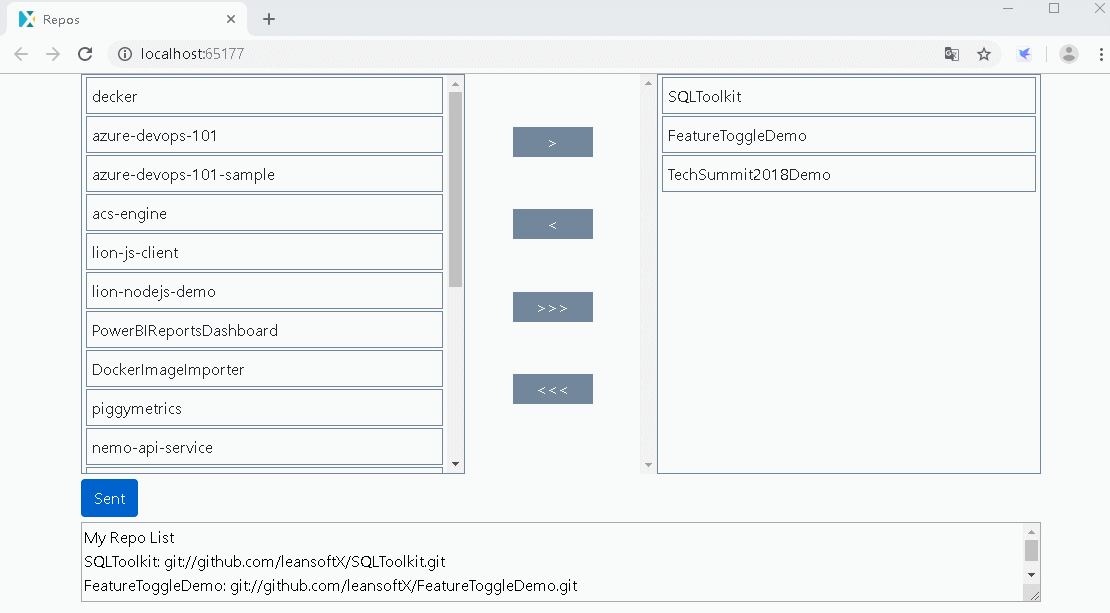 Repos
localhost:65177
decker
azure-devops-101
azure-devops-101-sample
acs-engine
lion-js-client
lion-nodejs-demo
PowerBIReportsDashboard
DockerImageImporter
piggymetrics
nemo-api-service
>
<
>>>
<<<
SQLToolkit
FeatureToggleDemo
TechSummit2018Demo
Sent
My Repo List
SQLToolkit: git://github.com/leansoftX/SQLToolkit.git
FeatureToggleDemo: git://github.com/leansoftX/FeatureToggleDemo.git